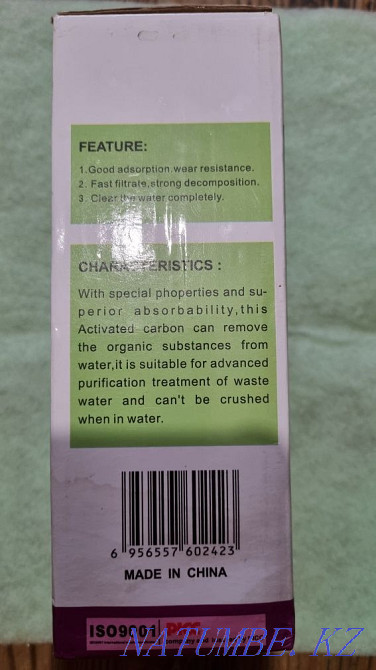 FEATURE:
1.Good adsorption,wear resistance.
2. Fast filtrate,strong decomposition.
3. Clear the water completely.
CHARACTERISTICS :
With special phoperties and su-
perior absorbability,this
Activated carbon can remove
the organic substances from
water,it is suitable for advanced
purification treatment of waste
water and can't be crushed
when in water.
6 956557 602423
MADE IN CHINA
ISO9001
NATUMBE. KZ